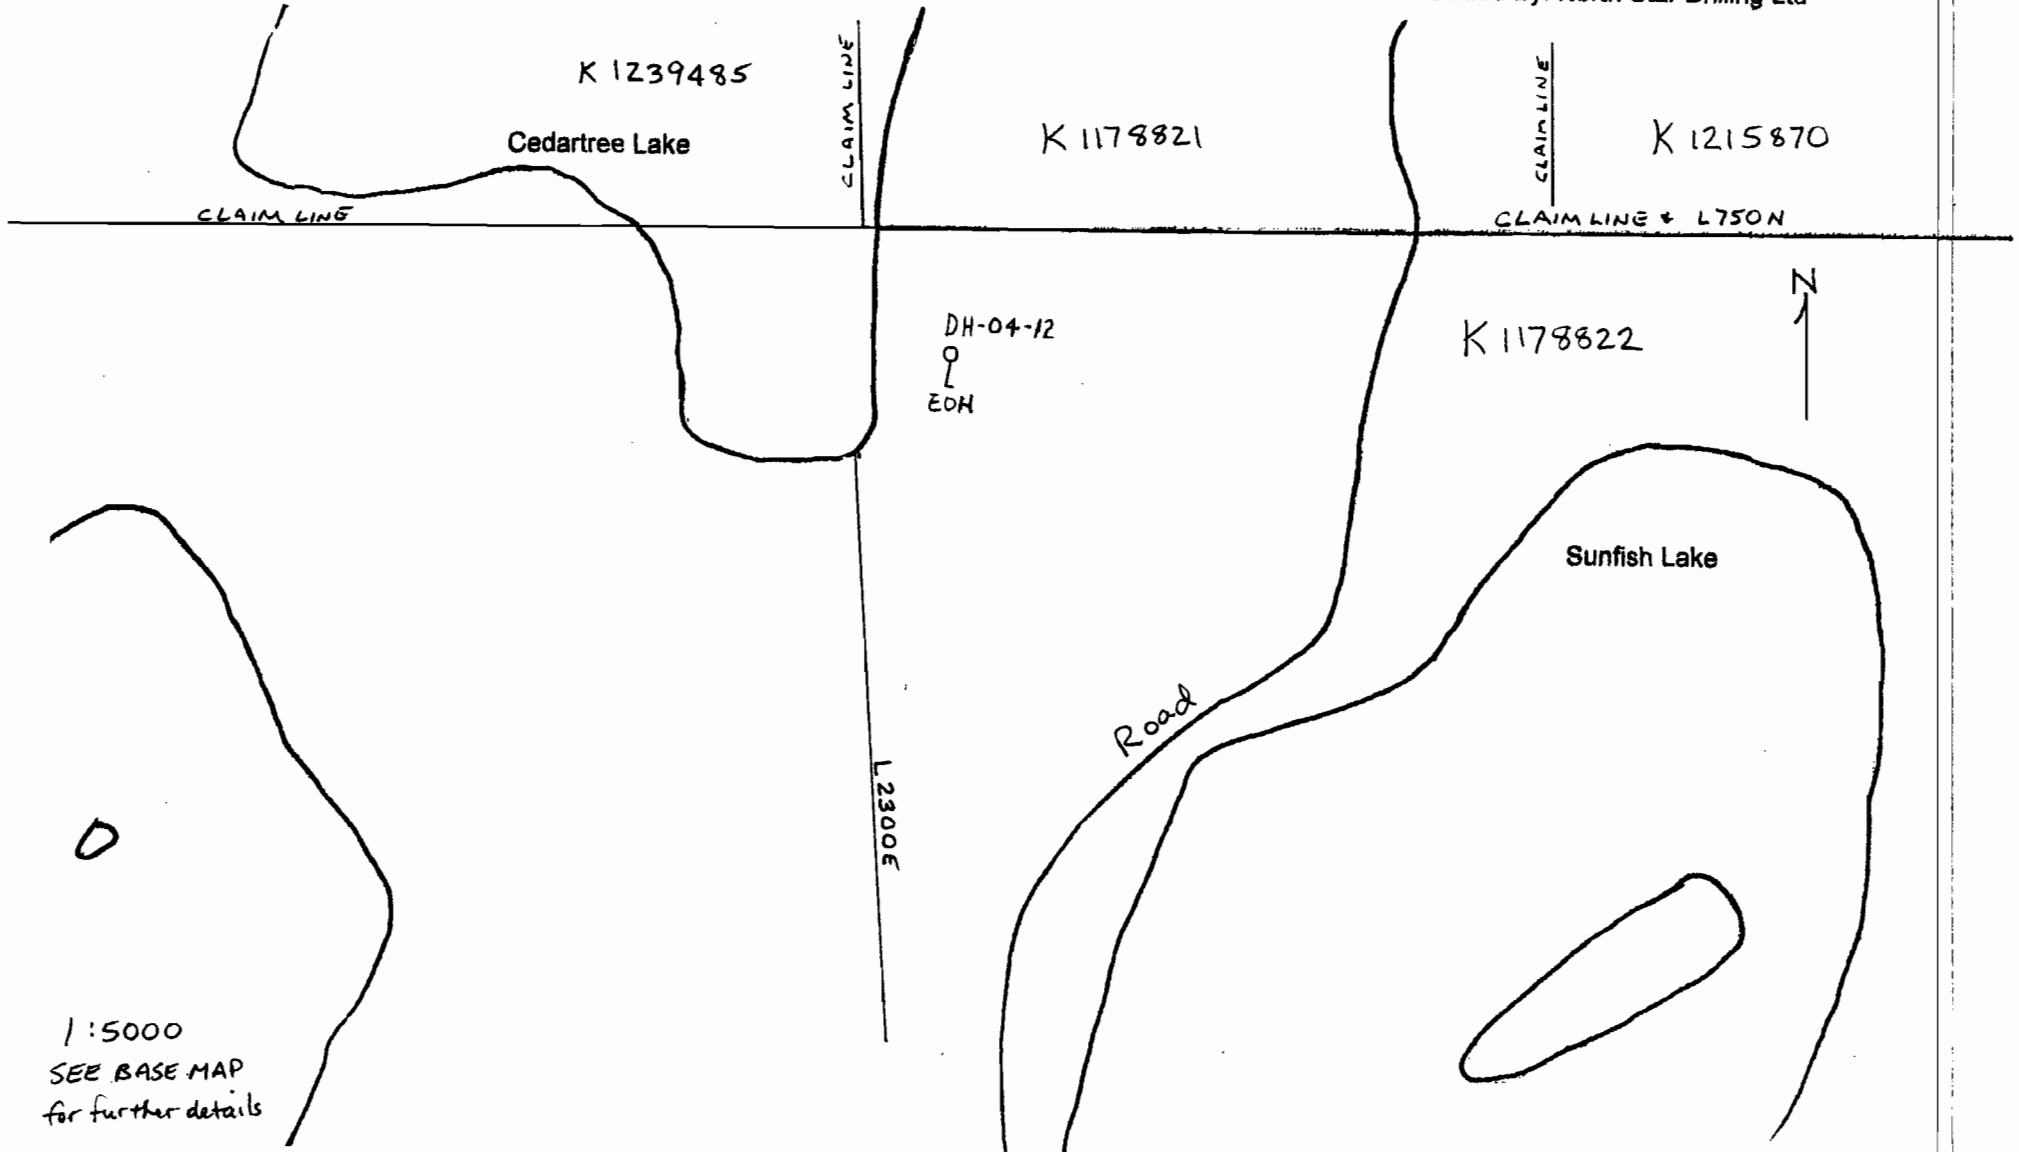 K 1239485
Cedartree Lake
CLAIM LINE
K 1178821
CLAIM LINE
K 1215870
CLAIM LINE
CLAIM LINE & L750N
N
DH-04-12
EOH
K 1178822
Sunfish Lake
Road
L2300E
1:5000
SEE BASE MAP
for further details